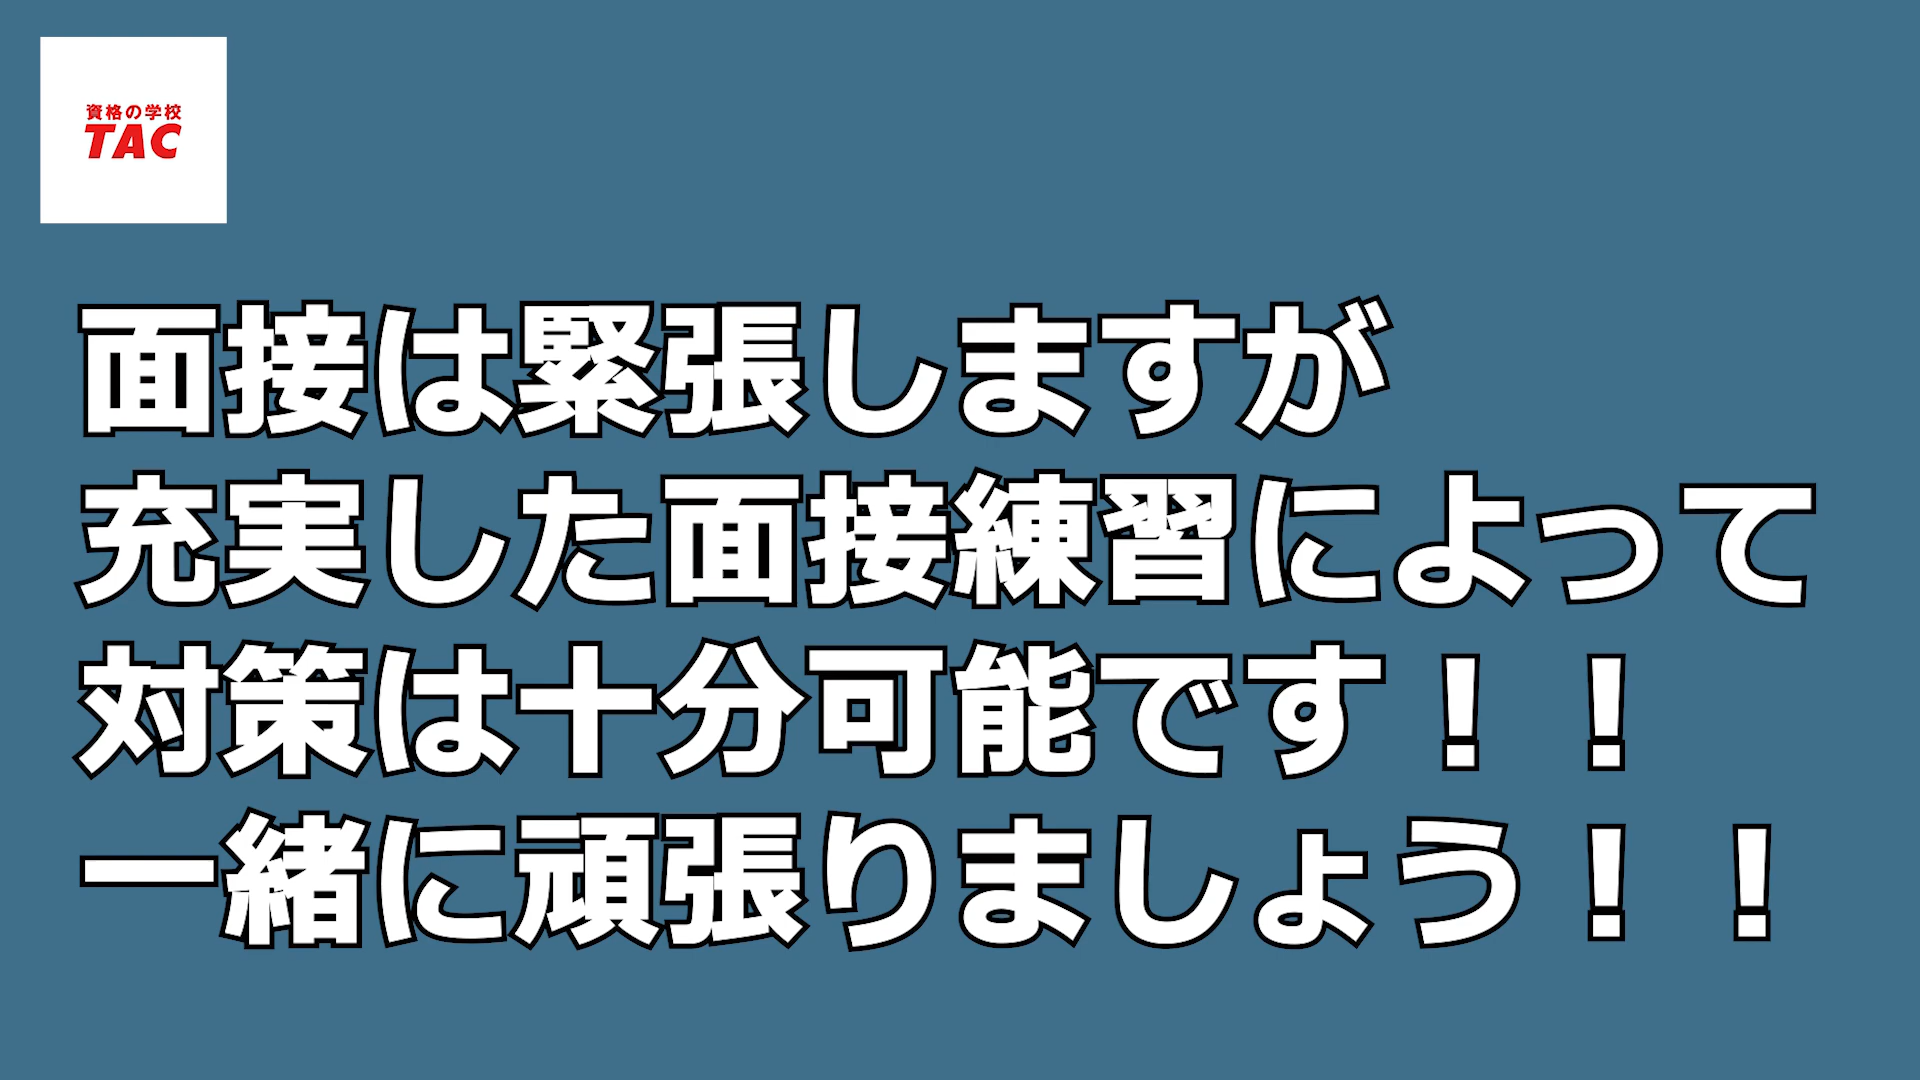 資格の学校
TAC
面接は緊張しますが
充実した面接練習によって
対策は十分可能です！！
一緒に頑張りましょう！！